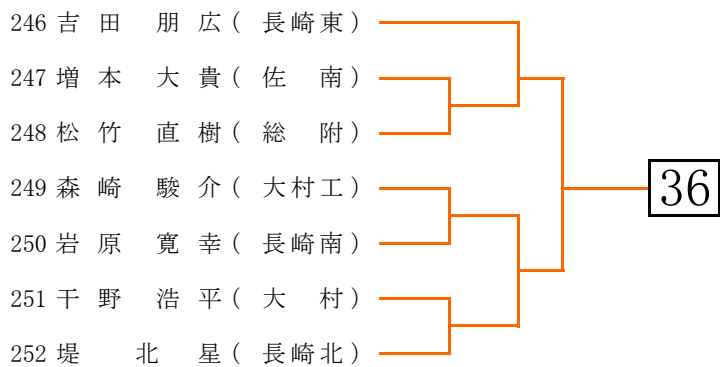 246 吉田 朋広(長崎東)
247 増本 大貴(佐 南)
248 松竹 直樹(総 附)
249 森崎 駿介(大村工)
36
250 岩原 寛幸(長崎南)
251 干野 浩平(大 村)
252 堤 北星(長崎北)